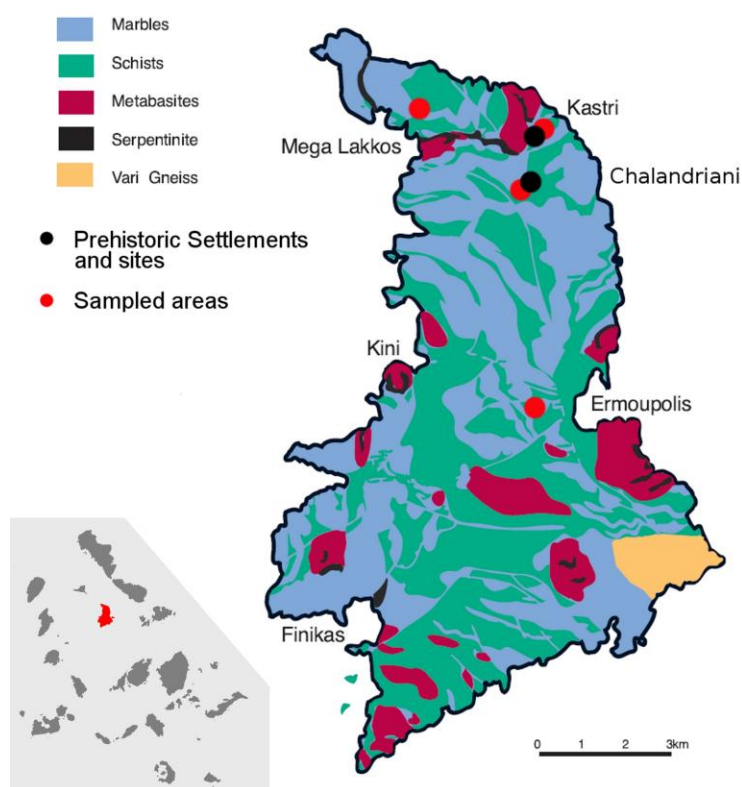 Marbles
Schists
Metabasites
Serpentinite
Vari Gneiss
Prehistoric Settlements
and sites
Sampled areas
Kastri
Mega Lakkos
Chalandriani
Kini
Ermoupolis
Finikas
0 1 2 3km